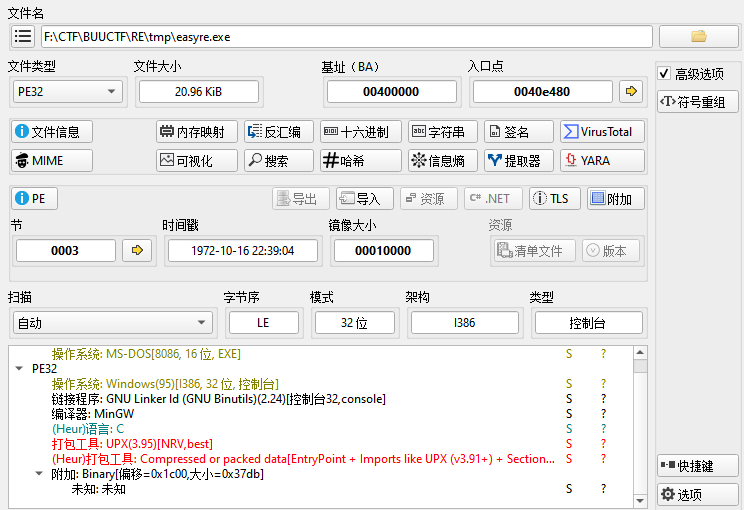 文件名
F:\CTF\BUUCTF\RE\tmp\easyre.exe
文件类型 文件大小 基址（BA） 入口点
PE32 20.96 KiB 00400000 0040e480
高级选项
<T>符号重组
文件信息 内存映射 反汇编 十六进制 字符串 签名 VirusTotal
MIME 可视化 搜索 哈希 信息熵 提取器 YARA
PE 导出 导入 资源 C# .NET TLS 附加
节 时间戳 镜像大小 资源
0003 1972-10-16 22:39:04 00010000 清单文件 版本
扫描 字节序 模式 架构 类型
自动 LE 32 位 I386 控制台
操作系统: MS-DOS[8086, 16 位, EXE] S ?
PE32
操作系统: Windows(95)[I386, 32 位, 控制台] S ?
链接程序: GNU Linker ld (GNU Binutils)(2.24)[控制台32,console] S ?
编译器: MinGW S ?
(Heur)语言: C S ?
打包工具: UPX(3.95)[NRV,best] S ?
(Heur)打包工具: Compressed or packed data[EntryPoint + Imports like UPX (v3.91+) + Section... S ?
附加: Binary[偏移=0x1c00,大小=0x37db]
未知: 未知 S ?
快捷键
选项